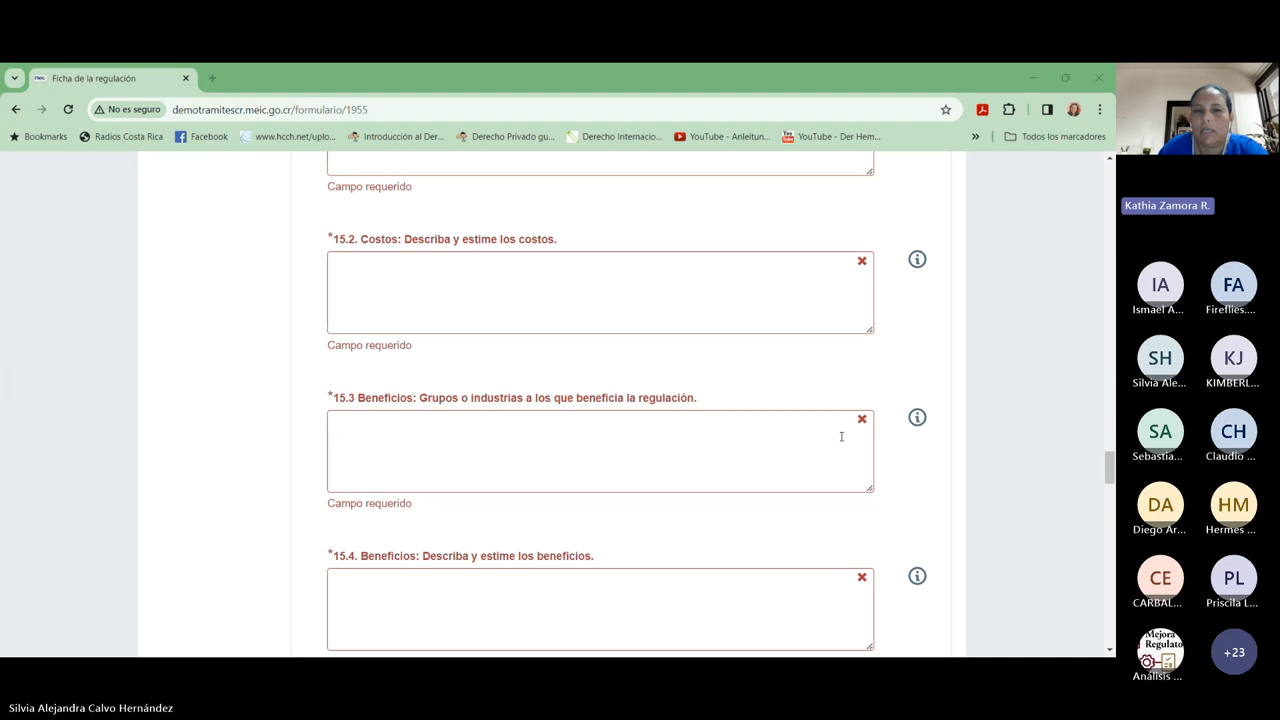 Ficha de la regulación
No es seguro
demotramitescr.meic.go.cr/formulario/1955
Bookmarks
Radios Costa Rica
Facebook
www.hcch.net/uplo...
Introducción al Der...
Derecho Privado gu...
Derecho Internacio...
YouTube - Anleitun...
YouTube - Der Hem...
»
Todos los marcadores
Campo requerido
*15.2. Costos: Describa y estime los costos.
Campo requerido
*15.3 Beneficios: Grupos o industrias a los que beneficia la regulación.
Campo requerido
*15.4. Beneficios: Describa y estime los beneficios.
Kathia Zamora R.
IA
Ismael A...
FA
Fireflies....
SH
Silvia Ale...
KJ
KIMBERL...
SA
Sebastia...
CH
Claudio ...
DA
Diego Ar...
HM
Hermes ...
CE
CARBAL...
PL
Priscila L...
Mejora
Regulato
Análisis ...
+23
Silvia Alejandra Calvo Hernández